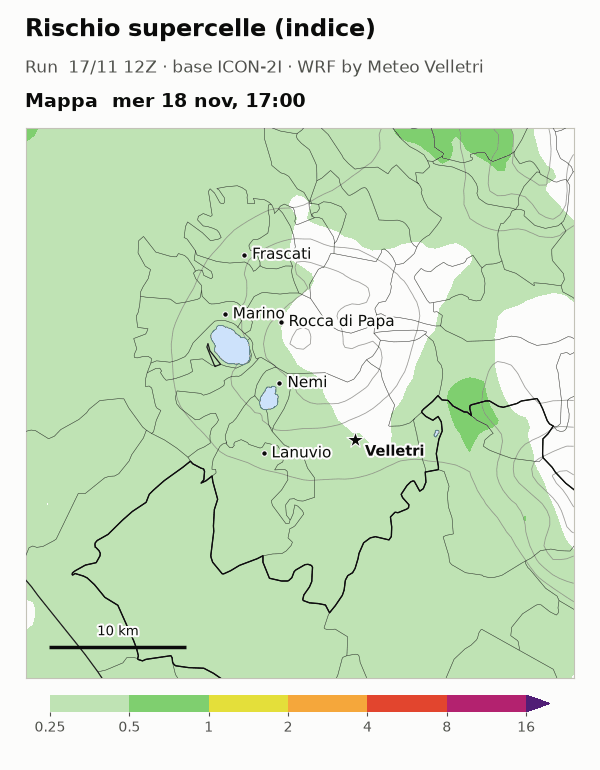 Rischio supercelle (indice)
Run  17/11 12Z · base ICON-2I · WRF by Meteo Velletri
Mappa  mer 18 nov, 17:00
Frascati
Marino
Rocca di Papa
Nemi
Velletri
Lanuvio
10 km
0.25 0.5 1 2 4 8 16